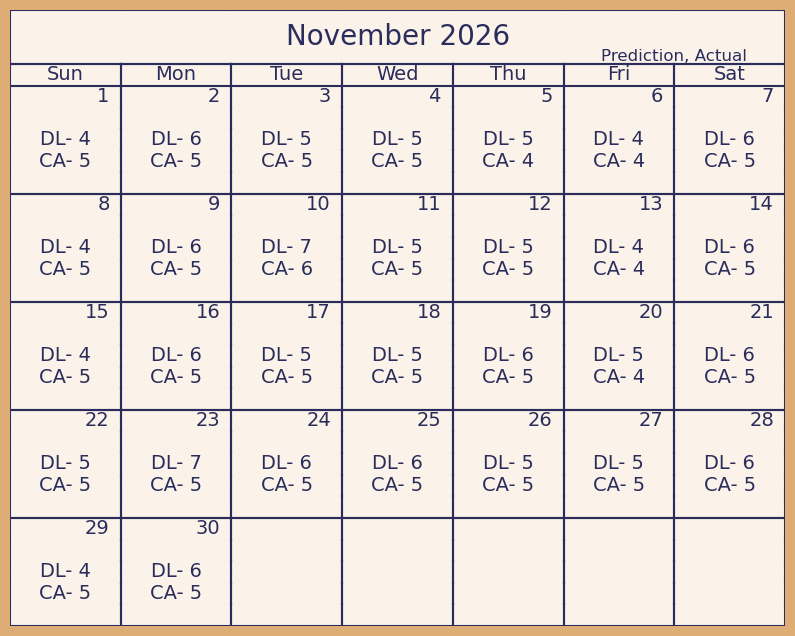 November 2026
Prediction, Actual
Sun Mon Tue Wed Thu Fri Sat
1 2 3 4 5 6 7
DL- 4 DL- 6 DL- 5 DL- 5 DL- 5 DL- 4 DL- 6
CA- 5 CA- 5 CA- 5 CA- 5 CA- 4 CA- 4 CA- 5
8 9 10 11 12 13 14
DL- 4 DL- 6 DL- 7 DL- 5 DL- 5 DL- 4 DL- 6
CA- 5 CA- 5 CA- 6 CA- 5 CA- 5 CA- 4 CA- 5
15 16 17 18 19 20 21
DL- 4 DL- 6 DL- 5 DL- 5 DL- 6 DL- 5 DL- 6
CA- 5 CA- 5 CA- 5 CA- 5 CA- 5 CA- 4 CA- 5
22 23 24 25 26 27 28
DL- 5 DL- 7 DL- 6 DL- 6 DL- 5 DL- 5 DL- 6
CA- 5 CA- 5 CA- 5 CA- 5 CA- 5 CA- 5 CA- 5
29 30
DL- 4 DL- 6
CA- 5 CA- 5